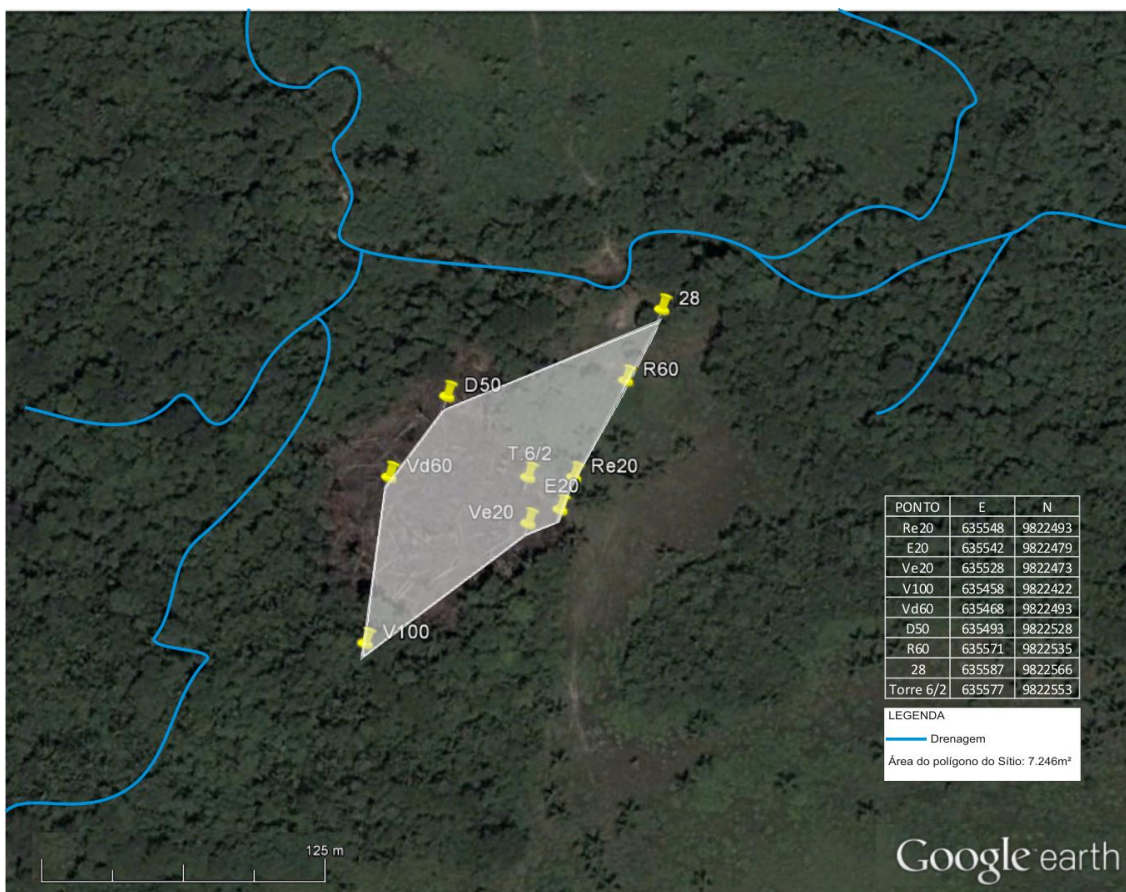 28
R60
D50
T.6/2
Vd60
Re20
E20
Ve20
V100
PONTO E N
Re20 635548 9822493
E20 635542 9822479
Ve20 635528 9822473
V100 635458 9822422
Vd60 635468 9822493
D50 635493 9822528
R60 635571 9822535
28 635587 9822566
Torre 6/2 635577 9822553
LEGENDA
Drenagem
Área do polígono do Sítio: 7.246m²
125 m
Google earth